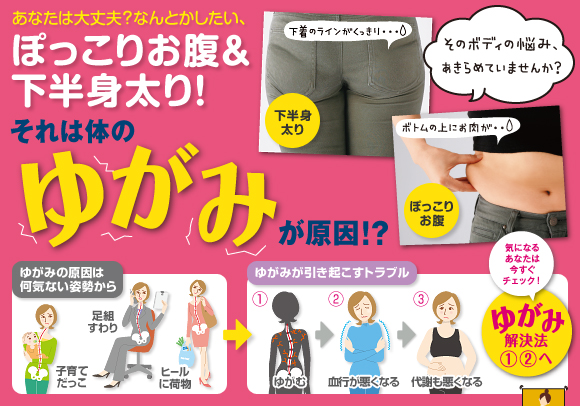 あなたは大丈夫?なんとかしたい、
ぽっこりお腹&
下半身太り!
それは体の
ゆがみ
が原因!?
下着のラインがくっきり・・・
下半身
太り
そのボディの悩み、
あきらめていませんか?
ボトムの上にお肉が・・
ぽっこり
お腹
気になる
あなたは
今すぐ
チェック!
ゆがみ
解決法
①②へ
ゆがみの原因は
何気ない姿勢から
子育て
だっこ
足組
すわり
ヒール
に荷物
ゆがみが引き起こすトラブル
①
ゆがむ
②
血行が悪くなる
③
代謝も悪くなる